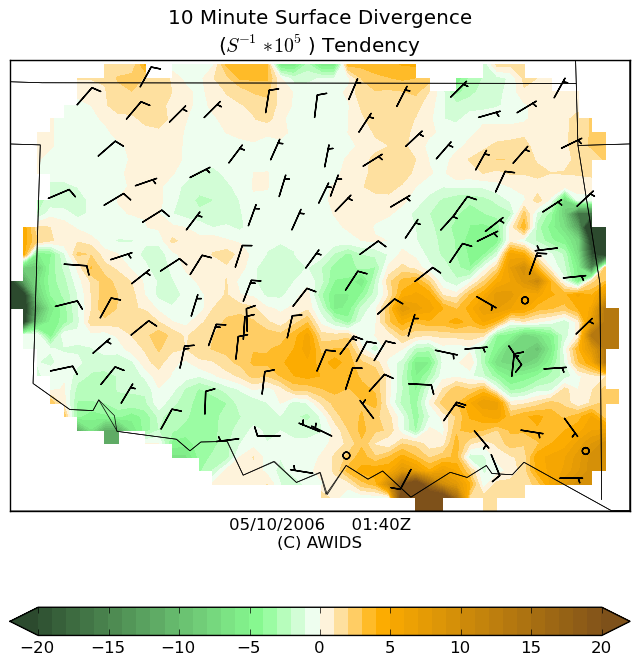 10 Minute Surface Divergence
(S⁻¹ * 10⁵ ) Tendency
05/10/2006 01:40Z
(C) AWIDS
−20 −15 −10 −5 0 5 10 15 20